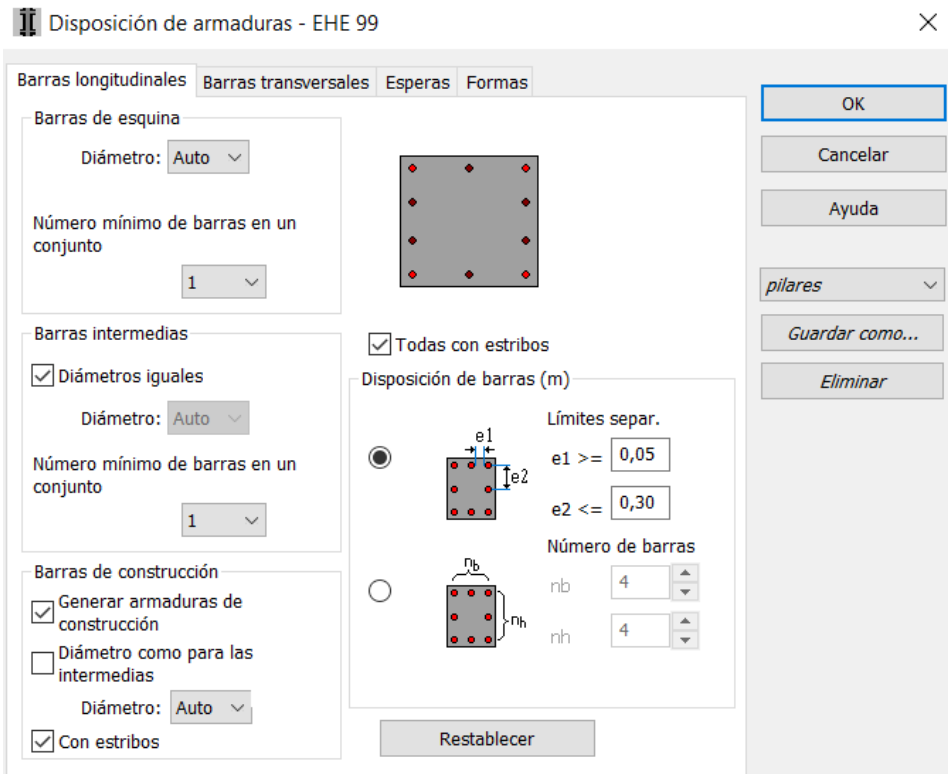 Disposición de armaduras - EHE 99
Barras longitudinales
Barras transversales
Esperas
Formas
Barras de esquina
Diámetro: Auto
Número mínimo de barras en un
conjunto
1
Barras intermedias
Diámetros iguales
Diámetro: Auto
Número mínimo de barras en un
conjunto
1
Barras de construcción
Generar armaduras de
construcción
Diámetro como para las
intermedias
Diámetro: Auto
Con estribos
Todas con estribos
Disposición de barras (m)
e1
e2
Límites separ.
e1 >= 0,05
e2 <= 0,30
Número de barras
nb
nh
nb 4
nh 4
Restablecer
OK
Cancelar
Ayuda
pilares
Guardar como...
Eliminar